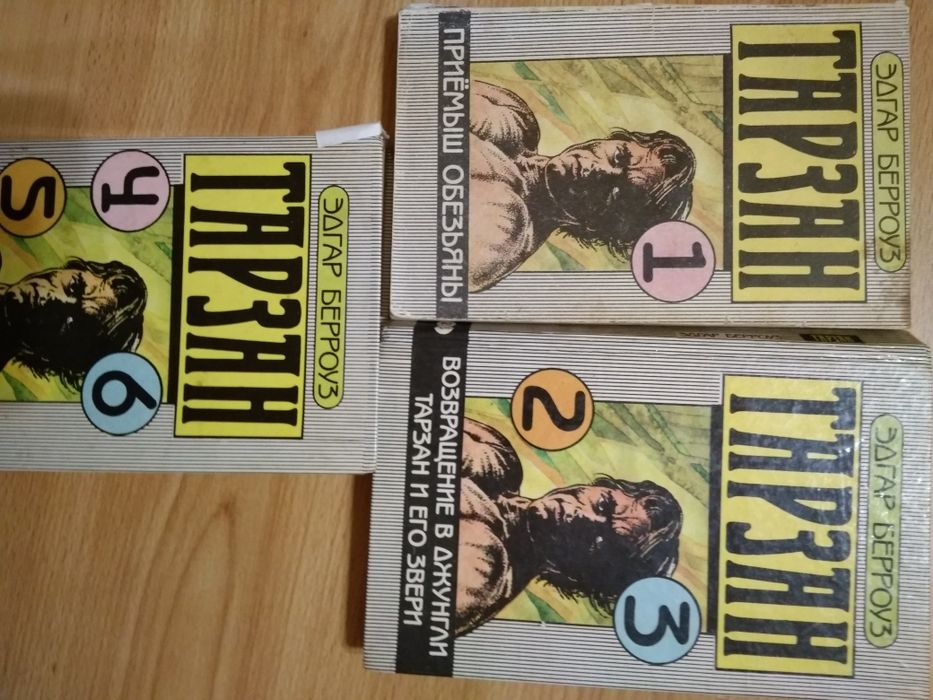 ЭДГАР БЕРРОУЗ
ТАРЗАН
1
ПРИЁМЫШ ОБЕЗЬЯНЫ
ЭДГАР БЕРРОУЗ
ТАРЗАН
2
3
ВОЗВРАЩЕНИЕ В ДЖУНГЛИ
ТАРЗАН И ЕГО ЗВЕРИ
ЭДГАР БЕРРОУЗ
ТАРЗАН
4
5
6